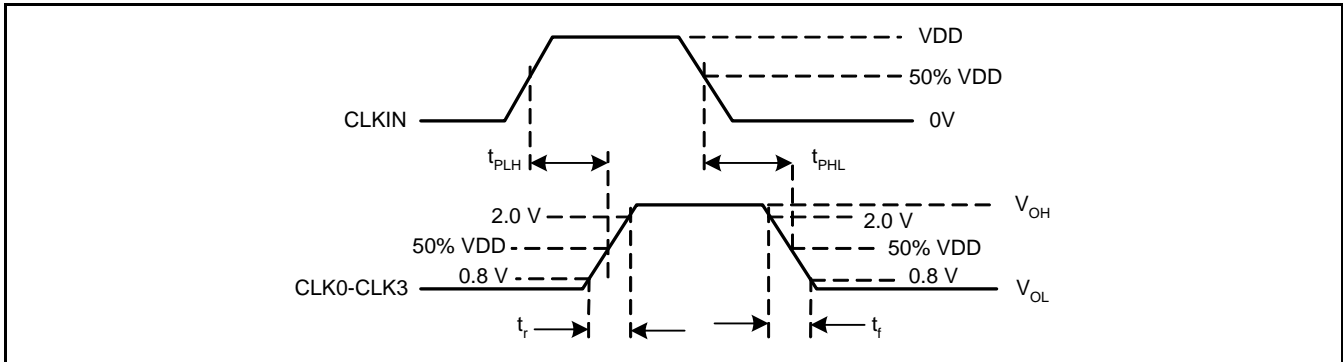 VDD
50% VDD
CLKIN
0V
tPLH
tPHL
2.0 V
2.0 V
VOH
50% VDD
50% VDD
0.8 V
0.8 V
CLK0-CLK3
VOL
tr
tf